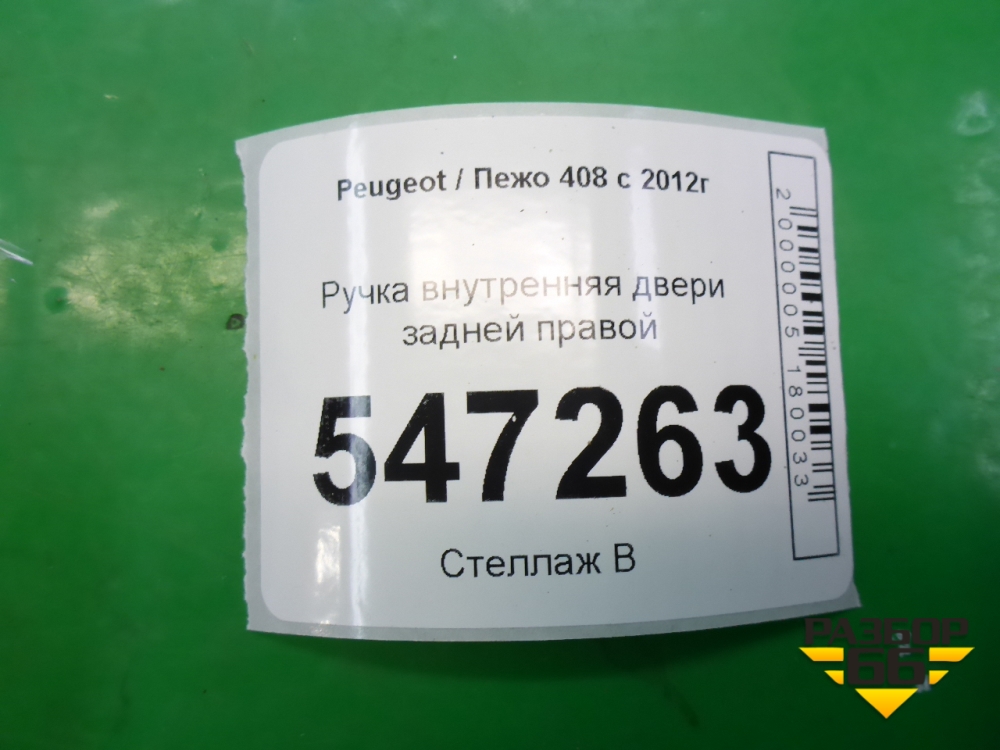 Peugeot / Пежо 408 с 2012г
Ручка внутренняя двери
задней правой
547263
Стеллаж В
2000005180033
РАЗБОР
66